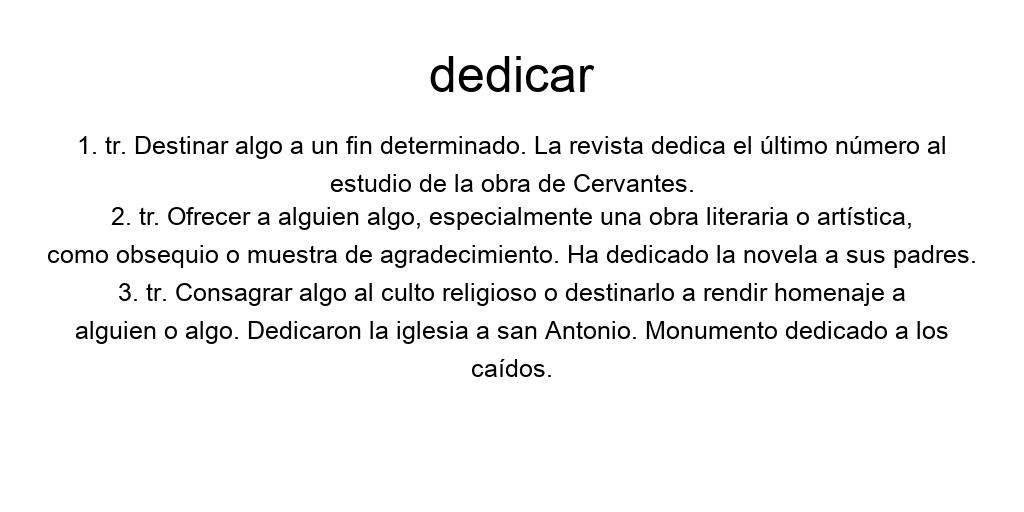 dedicar
1. tr. Destinar algo a un fin determinado. La revista dedica el último número al
estudio de la obra de Cervantes.
2. tr. Ofrecer a alguien algo, especialmente una obra literaria o artística,
como obsequio o muestra de agradecimiento. Ha dedicado la novela a sus padres.
3. tr. Consagrar algo al culto religioso o destinarlo a rendir homenaje a
alguien o algo. Dedicaron la iglesia a san Antonio. Monumento dedicado a los
caídos.